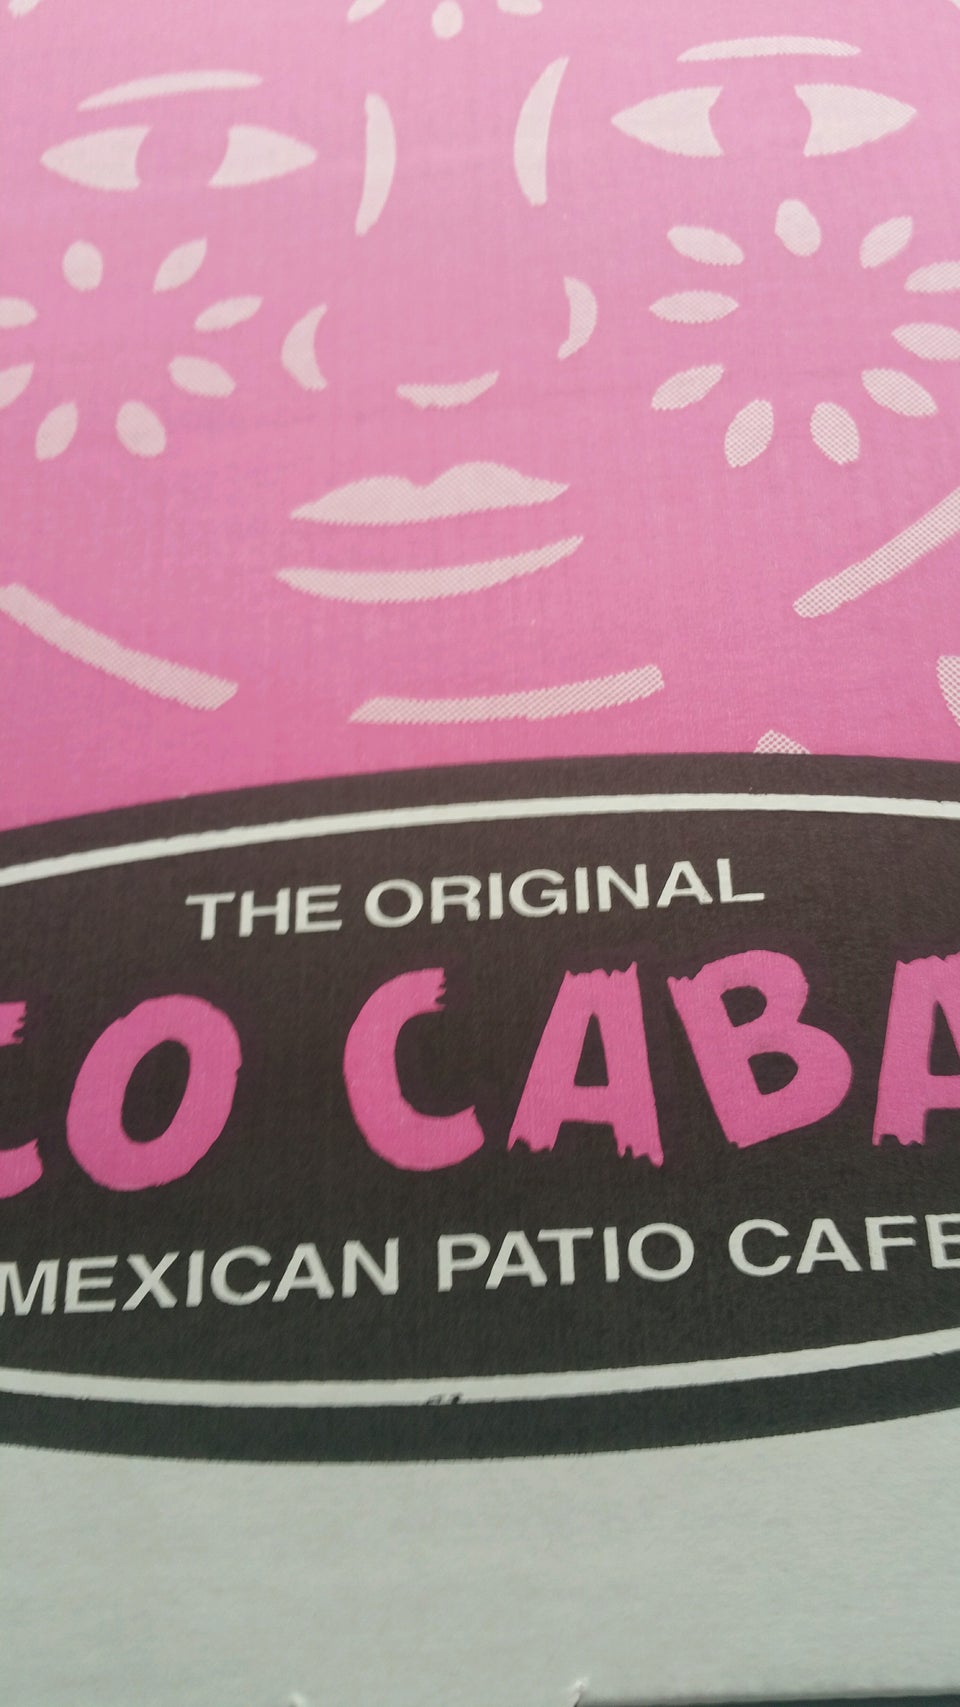 THE ORIGINAL
CO CABA
MEXICAN PATIO CAFE